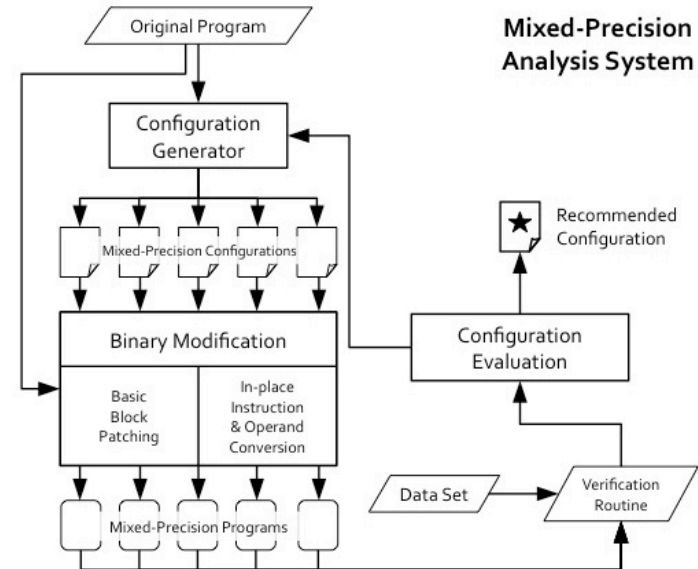 Original Program
Mixed-Precision
Analysis System
Configuration
Generator
Mixed-Precision Configurations
Recommended
Configuration
Binary Modification
Basic
Block
Patching
In-place
Instruction
& Operand
Conversion
Configuration
Evaluation
Data Set
Verification
Routine
Mixed-Precision Programs